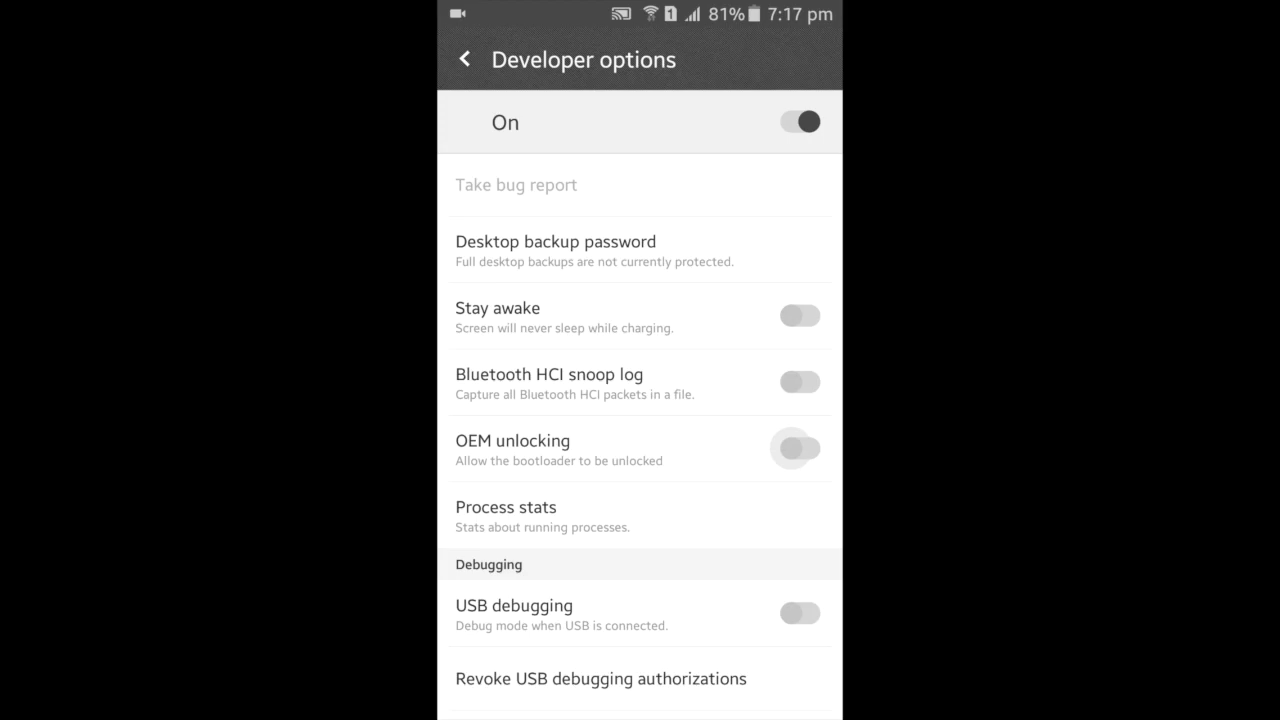 1 81% 7:17 pm
Developer options
On
Take bug report
Desktop backup password
Full desktop backups are not currently protected.
Stay awake
Screen will never sleep while charging.
Bluetooth HCI snoop log
Capture all Bluetooth HCI packets in a file.
OEM unlocking
Allow the bootloader to be unlocked
Process stats
Stats about running processes.
Debugging
USB debugging
Debug mode when USB is connected.
Revoke USB debugging authorizations